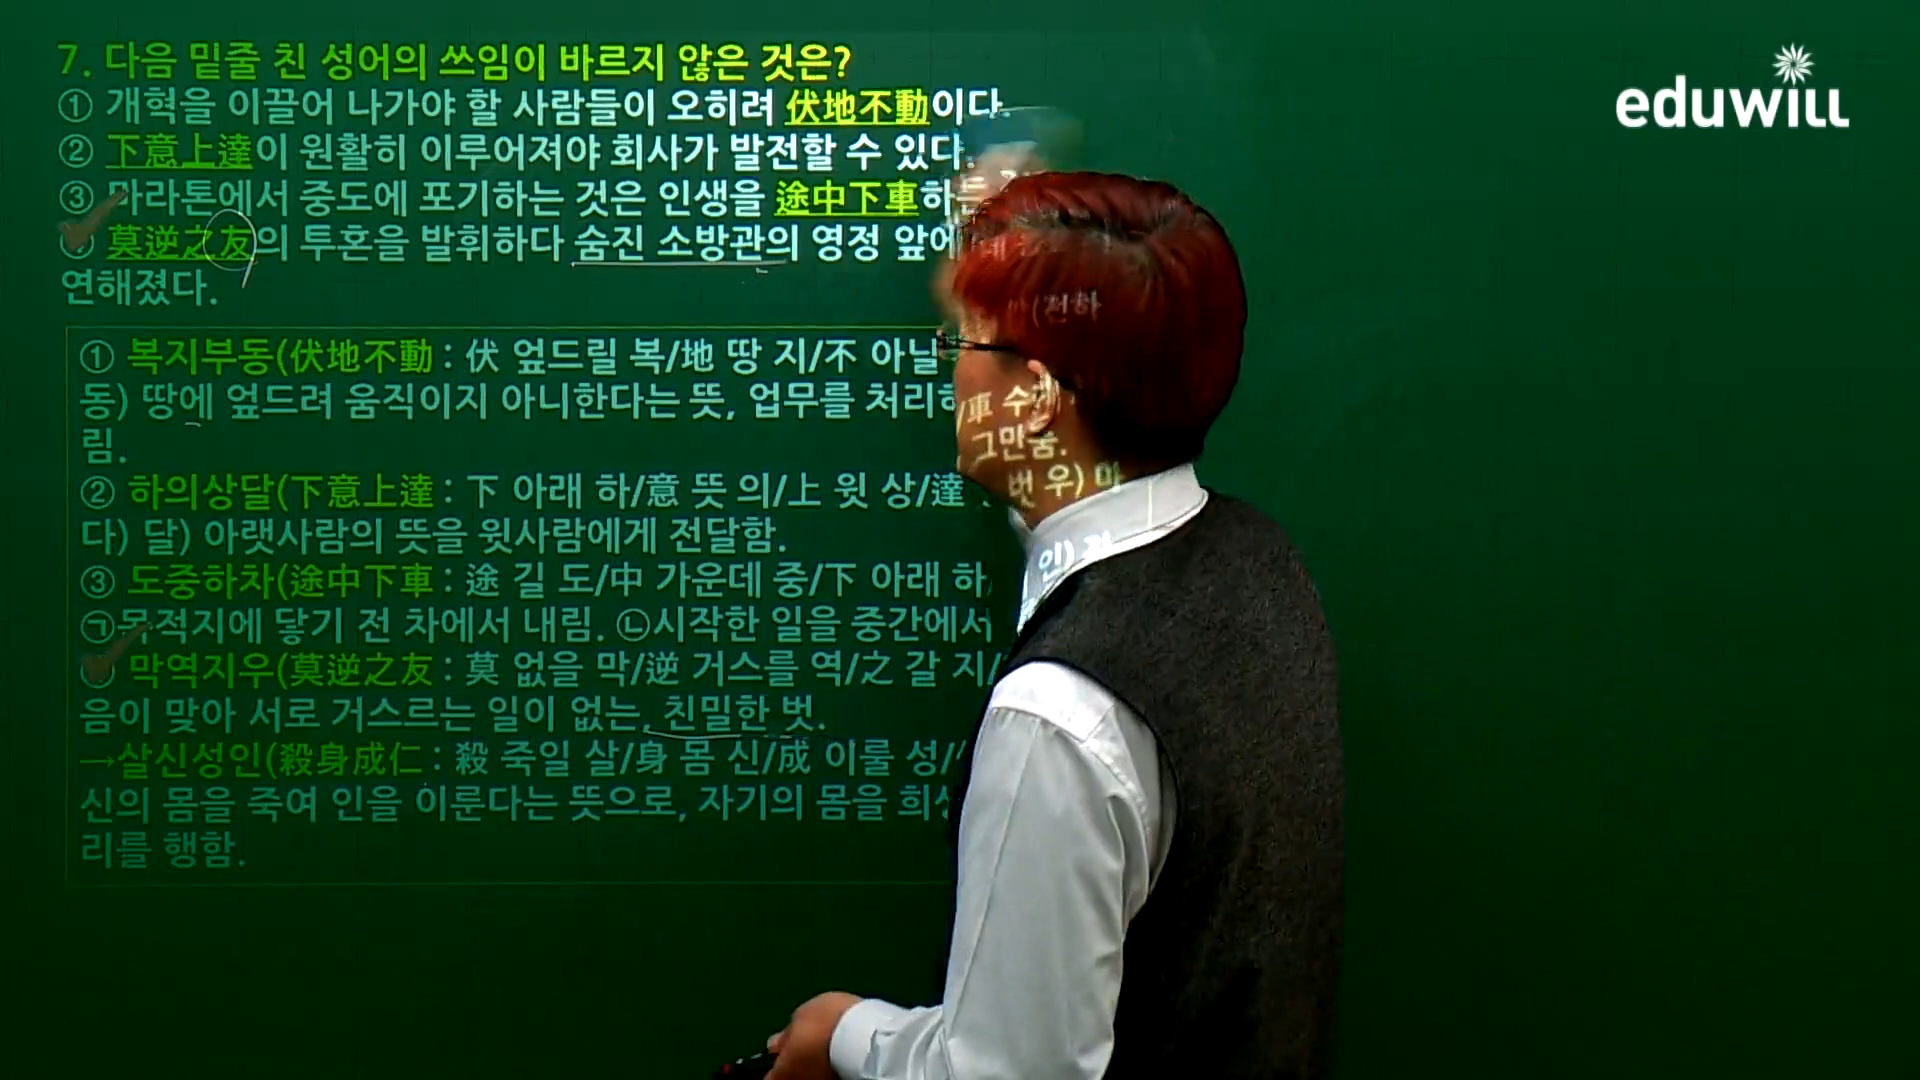 7. 다음 밑줄 친 성어의 쓰임이 바르지 않은 것은?
eduwill
① 개혁을 이끌어 나가야 할 사람들이 오히려 伏地不動이다.
② 下意上達이 원활히 이루어져야 회사가 발전할 수 있다.
③ 마라톤에서 중도에 포기하는 것은 인생을 途中下車하는
莫逆之友의 투혼을 발휘하다 숨진 소방관의 영정 앞에
연해졌다.
① 복지부동(伏地不動 : 伏 엎드릴 복/地 땅 지/不 아닐
동) 땅에 엎드려 움직이지 아니한다는 뜻, 업무를 처리하
림.
② 하의상달(下意上達 : 下 아래 하/意 뜻 의/上 윗 상/達
다) 달) 아랫사람의 뜻을 윗사람에게 전달함.
③ 도중하차(途中下車 : 途 길 도/中 가운데 중/下 아래 하/車 수레
㉠목적지에 닿기 전 차에서 내림. ㉡시작한 일을 중간에서 그만둠.
막역지우(莫逆之友 : 莫 없을 막/逆 거스를 역/之 갈 지/ 벗 우) 마
음이 맞아 서로 거스르는 일이 없는, 친밀한 벗.
→살신성인(殺身成仁 : 殺 죽일 살/身 몸 신/成 이룰 성/ 인) 자
신의 몸을 죽여 인을 이룬다는 뜻으로, 자기의 몸을 희생
리를 행함.